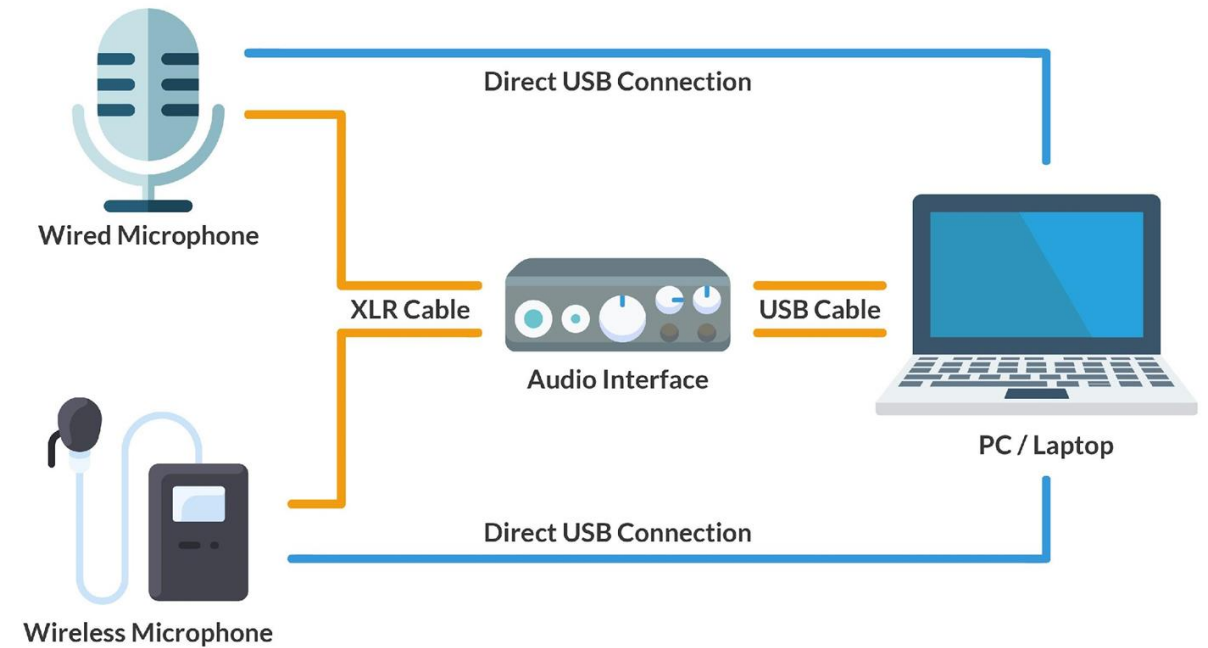 Direct USB Connection
Wired Microphone
XLR Cable
USB Cable
Audio Interface
PC / Laptop
Direct USB Connection
Wireless Microphone